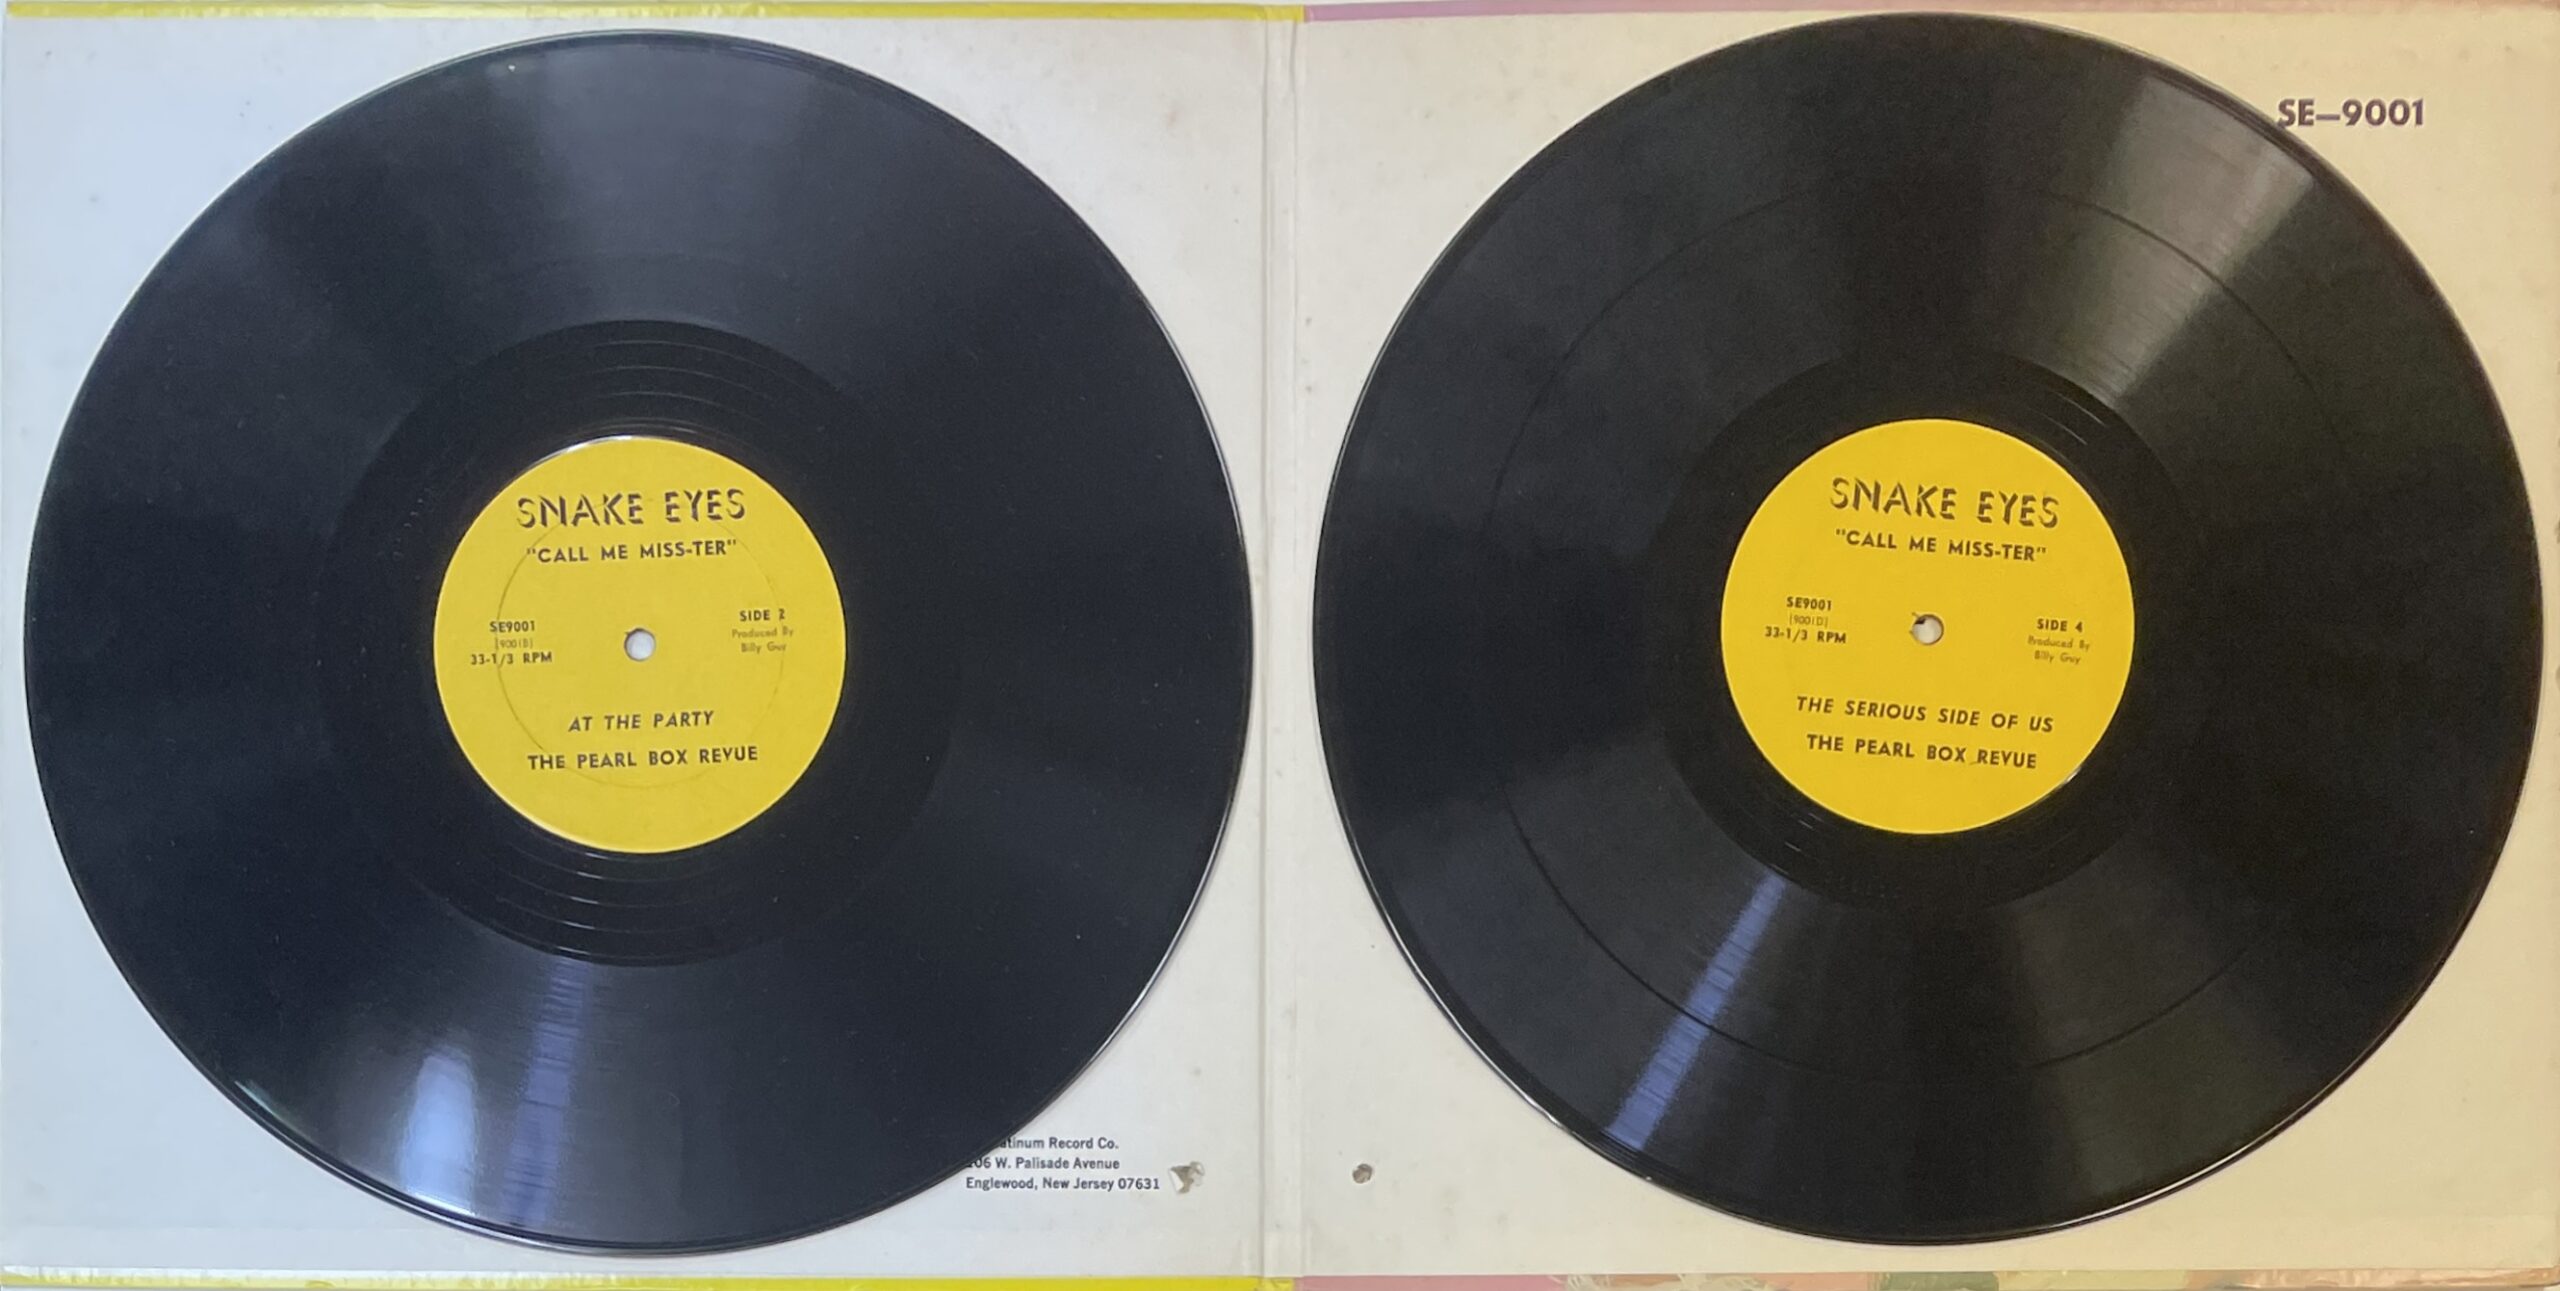 SNAKE EYES
"CALL ME MISS-TER"
SE9001
(9001B)
33-1/3 RPM
SIDE 2
Produced By
Billy Guy
AT THE PARTY
THE PEARL BOX REVUE
Record Co.
W. Palisade Avenue
Englewood, New Jersey 07631
SE-9001
SNAKE EYES
"CALL ME MISS-TER"
SE9001
(9001D)
33-1/3 RPM
SIDE 4
Produced By
Billy Guy
THE SERIOUS SIDE OF US
THE PEARL BOX REVUE